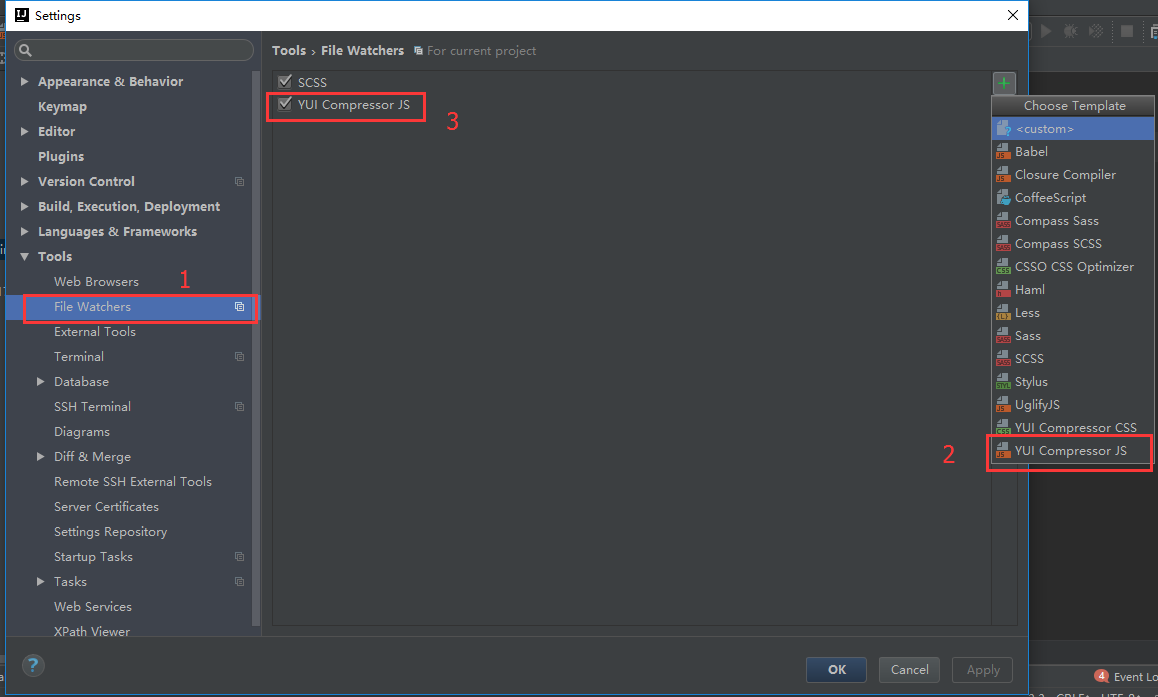 Settings
Tools › File Watchers For current project
Appearance & Behavior
Keymap
Editor
Plugins
Version Control
Build, Execution, Deployment
Languages & Frameworks
Tools
Web Browsers
1
File Watchers
External Tools
Terminal
Database
SSH Terminal
Diagrams
Diff & Merge
Remote SSH External Tools
Server Certificates
Settings Repository
Startup Tasks
Tasks
Web Services
XPath Viewer
SCSS
YUI Compressor JS
3
Choose Template
<custom>
Babel
Closure Compiler
CoffeeScript
Compass Sass
Compass SCSS
CSSO CSS Optimizer
Haml
Less
Sass
SCSS
Stylus
UglifyJS
YUI Compressor CSS
YUI Compressor JS
2
?
OK
Cancel
Apply
4 Event Lo